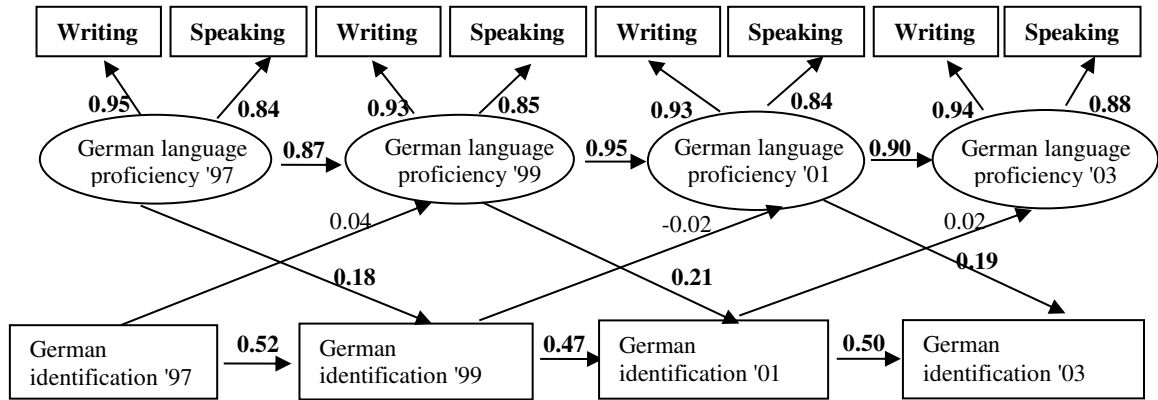 Writing Speaking Writing Speaking Writing Speaking Writing Speaking
0.95 0.84 0.93 0.85 0.93 0.84 0.94 0.88
German language proficiency '97
0.87
German language proficiency '99
0.95
German language proficiency '01
0.90
German language proficiency '03
0.04 -0.02 0.02
0.18 0.21 0.19
German identification '97
0.52
German identification '99
0.47
German identification '01
0.50
German identification '03